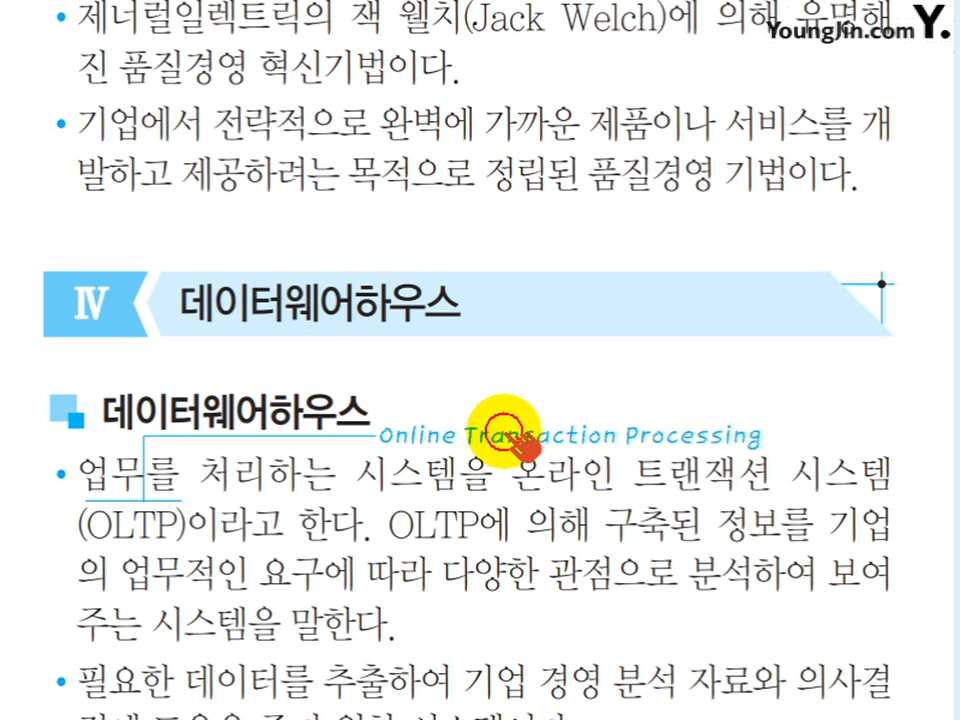 제너럴일렉트릭의 잭 웰치(Jack Welch)에 의해 유명해
YoungJin.com Y.
진 품질경영 혁신기법이다.
• 기업에서 전략적으로 완벽에 가까운 제품이나 서비스를 개
발하고 제공하려는 목적으로 정립된 품질경영 기법이다.
Ⅳ 데이터웨어하우스
데이터웨어하우스
Online Transaction Processing
• 업무를 처리하는 시스템을 온라인 트랜잭션 시스템
(OLTP)이라고 한다. OLTP에 의해 구축된 정보를 기업
의 업무적인 요구에 따라 다양한 관점으로 분석하여 보여
주는 시스템을 말한다.
• 필요한 데이터를 추출하여 기업 경영 분석 자료와 의사결